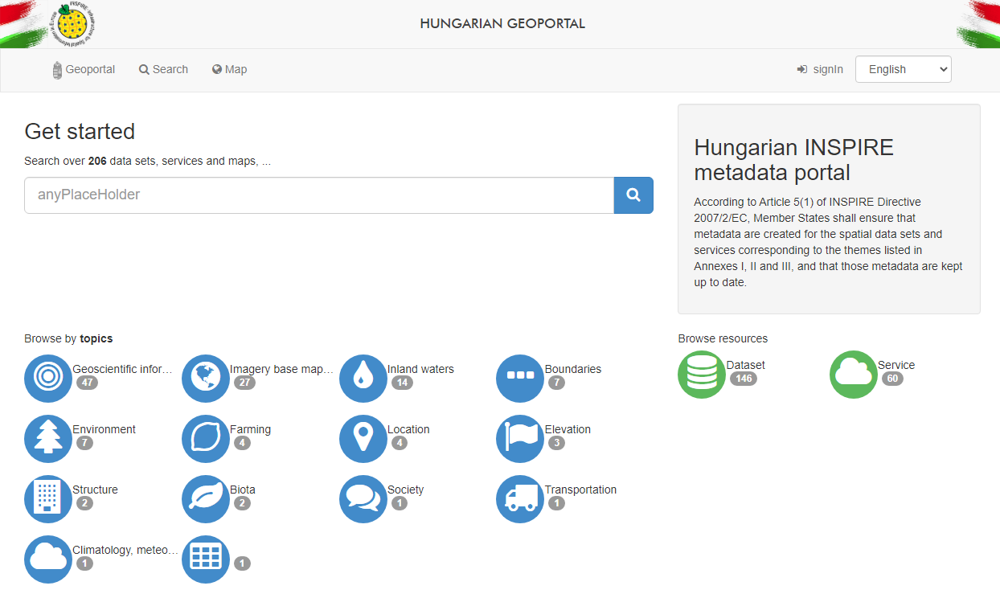 INSPIRE
HUNGARIAN GEOPORTAL
Geoportal
Search
Map
signIn
English
Get started
Search over 206 data sets, services and maps, ...
anyPlaceHolder
Hungarian INSPIRE
metadata portal
According to Article 5(1) of INSPIRE Directive
2007/2/EC, Member States shall ensure that
metadata are created for the spatial data sets and
services corresponding to the themes listed in
Annexes I, II and III, and that those metadata are kept
up to date.
Browse by topics
Geoscientific infor...
47
Imagery base map...
27
Inland waters
14
Boundaries
7
Environment
7
Farming
4
Location
4
Elevation
3
Structure
2
Biota
2
Society
1
Transportation
1
Climatology, meteo...
1
1
Browse resources
Dataset
146
Service
60